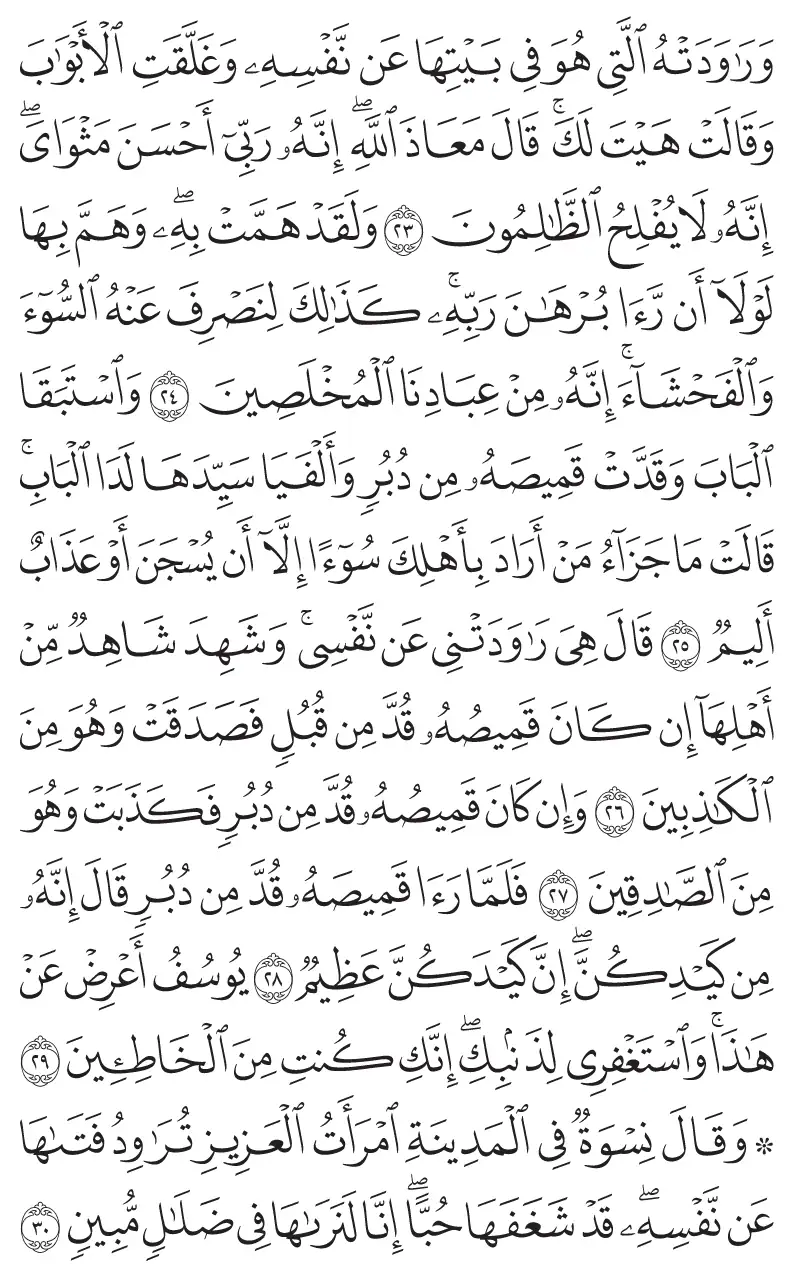 وَرَٰوَدَتْهُ ٱلَّتِى هُوَ فِى بَيْتِهَا عَن نَّفْسِهِۦ وَغَلَّقَتِ ٱلْأَبْوَٰبَ
وَقَالَتْ هَيْتَ لَكَ ۚ قَالَ مَعَاذَ ٱللَّهِ ۖ إِنَّهُۥ رَبِّىٓ أَحْسَنَ مَثْوَاىَ ۖ
إِنَّهُۥ لَا يُفْلِحُ ٱلظَّٰلِمُونَ ٢٣ وَلَقَدْ هَمَّتْ بِهِۦ ۖ وَهَمَّ بِهَا
لَوْلَآ أَن رَّءَا بُرْهَٰنَ رَبِّهِۦ ۚ كَذَٰلِكَ لِنَصْرِفَ عَنْهُ ٱلسُّوٓءَ
وَٱلْفَحْشَآءَ ۚ إِنَّهُۥ مِنْ عِبَادِنَا ٱلْمُخْلَصِينَ ٢٤ وَٱسْتَبَقَا
ٱلْبَابَ وَقَدَّتْ قَمِيصَهُۥ مِن دُبُرٍ وَأَلْفَيَا سَيِّدَهَا لَدَا ٱلْبَابِ ۚ
قَالَتْ مَا جَزَآءُ مَنْ أَرَادَ بِأَهْلِكَ سُوٓءًا إِلَّآ أَن يُسْجَنَ أَوْ عَذَابٌ
أَلِيمٌ ٢٥ قَالَ هِىَ رَٰوَدَتْنِى عَن نَّفْسِى ۚ وَشَهِدَ شَاهِدٌ مِّنْ
أَهْلِهَآ إِن كَانَ قَمِيصُهُۥ قُدَّ مِن قُبُلٍ فَصَدَقَتْ وَهُوَ مِنَ
ٱلْكَٰذِبِينَ ٢٦ وَإِن كَانَ قَمِيصُهُۥ قُدَّ مِن دُبُرٍ فَكَذَبَتْ وَهُوَ
مِنَ ٱلصَّٰدِقِينَ ٢٧ فَلَمَّا رَءَا قَمِيصَهُۥ قُدَّ مِن دُبُرٍ قَالَ إِنَّهُۥ
مِن كَيْدِكُنَّ ۖ إِنَّ كَيْدَكُنَّ عَظِيمٌ ٢٨ يُوسُفُ أَعْرِضْ عَنْ
هَٰذَا ۚ وَٱسْتَغْفِرِى لِذَنۢبِكِ ۖ إِنَّكِ كُنتِ مِنَ ٱلْخَاطِـِٔينَ ٢٩
۞ وَقَالَ نِسْوَةٌ فِى ٱلْمَدِينَةِ ٱمْرَأَتُ ٱلْعَزِيزِ تُرَٰوِدُ فَتَىٰهَا
عَن نَّفْسِهِۦ ۖ قَدْ شَغَفَهَا حُبًّا ۖ إِنَّا لَنَرَىٰهَا فِى ضَلَٰلٍ مُّبِينٍ ٣٠